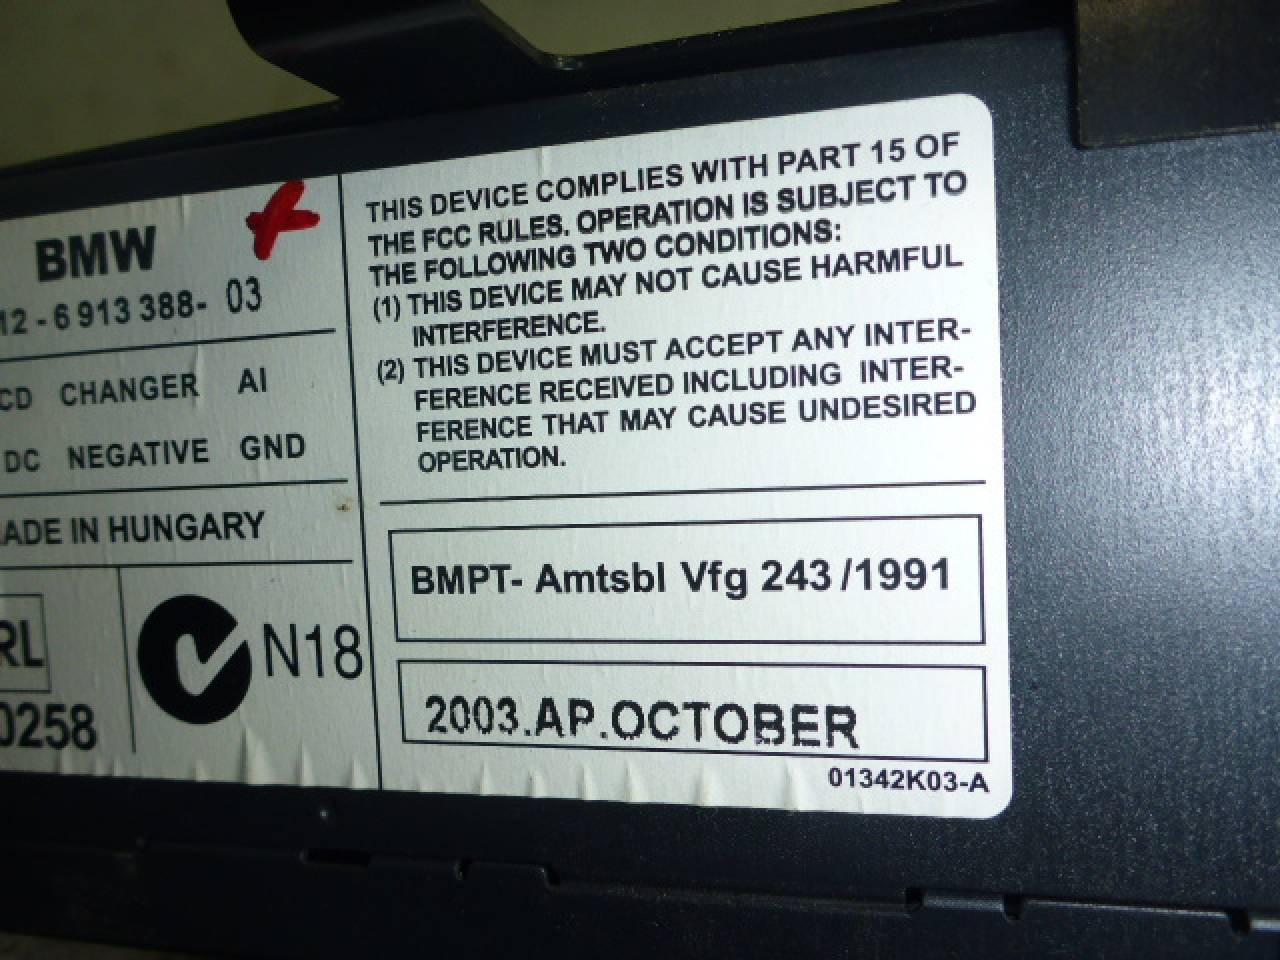 BMW
12 - 6 913 388- 03
CD CHANGER AI
DC NEGATIVE GND
ADE IN HUNGARY
RL
0258
N18
THIS DEVICE COMPLIES WITH PART 15 OF
THE FCC RULES. OPERATION IS SUBJECT TO
THE FOLLOWING TWO CONDITIONS:
(1) THIS DEVICE MAY NOT CAUSE HARMFUL
INTERFERENCE.
(2) THIS DEVICE MUST ACCEPT ANY INTER-
FERENCE RECEIVED INCLUDING INTER-
FERENCE THAT MAY CAUSE UNDESIRED
OPERATION.
BMPT- Amtsbl Vfg 243 /1991
2003.AP.OCTOBER
01342K03-A